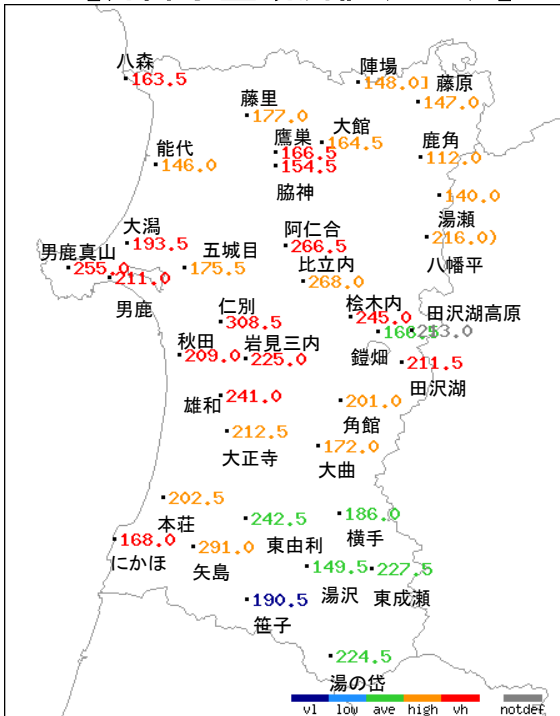 八森
163.5
陣場
148.0]
藤原
147.0
藤里
177.0
大館
164.5
鷹巣
166.5
154.5
脇神
鹿角
112.0
能代
146.0
140.0
湯瀬
216.0)
八幡平
大潟
193.5
男鹿真山
255.0
211.0
男鹿
五城目
175.5
阿仁合
266.5
比立内
268.0
仁別
308.5
桧木内
245.0
田沢湖高原
213.0
鎧畑
秋田
209.0
岩見三内
225.0
211.5
田沢湖
241.0
雄和
201.0
角館
212.5
大正寺
172.0
大曲
202.5
本荘
242.5
東由利
186.0
横手
168.0
にかほ
291.0
矢島
149.5
湯沢
227.5
東成瀬
190.5
笹子
224.5
湯の岱
vl low ave high vh notdef